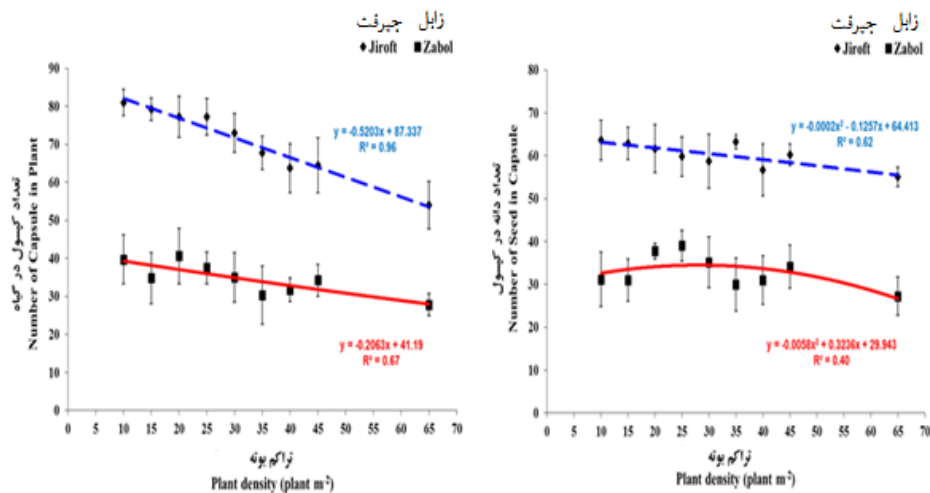 زابل جیرفت
◆Jiroft ■Zabol
تعداد کپسول در گیاه
Number of Capsule in Plant
90
80
70
60
50
40
30
20
10
0
y = -0.5203x + 87.337
R² = 0.96
y = -0.2063x + 41.19
R² = 0.67
0 5 10 15 20 25 30 35 40 45 50 55 60 65 70
تراکم بوته
Plant density (plant m⁻²)
زابل جیرفت
◆Jiroft ■Zabol
تعداد دانه در کپسول
Number of Seed in Capsule
80
70
60
50
40
30
20
10
0
y = -0.0002x² - 0.1257x + 64.413
R² = 0.62
y = -0.0058x² + 0.3236x + 29.943
R² = 0.40
0 5 10 15 20 25 30 35 40 45 50 55 60 65 70
تراکم بوته
Plant density (plant m⁻²)